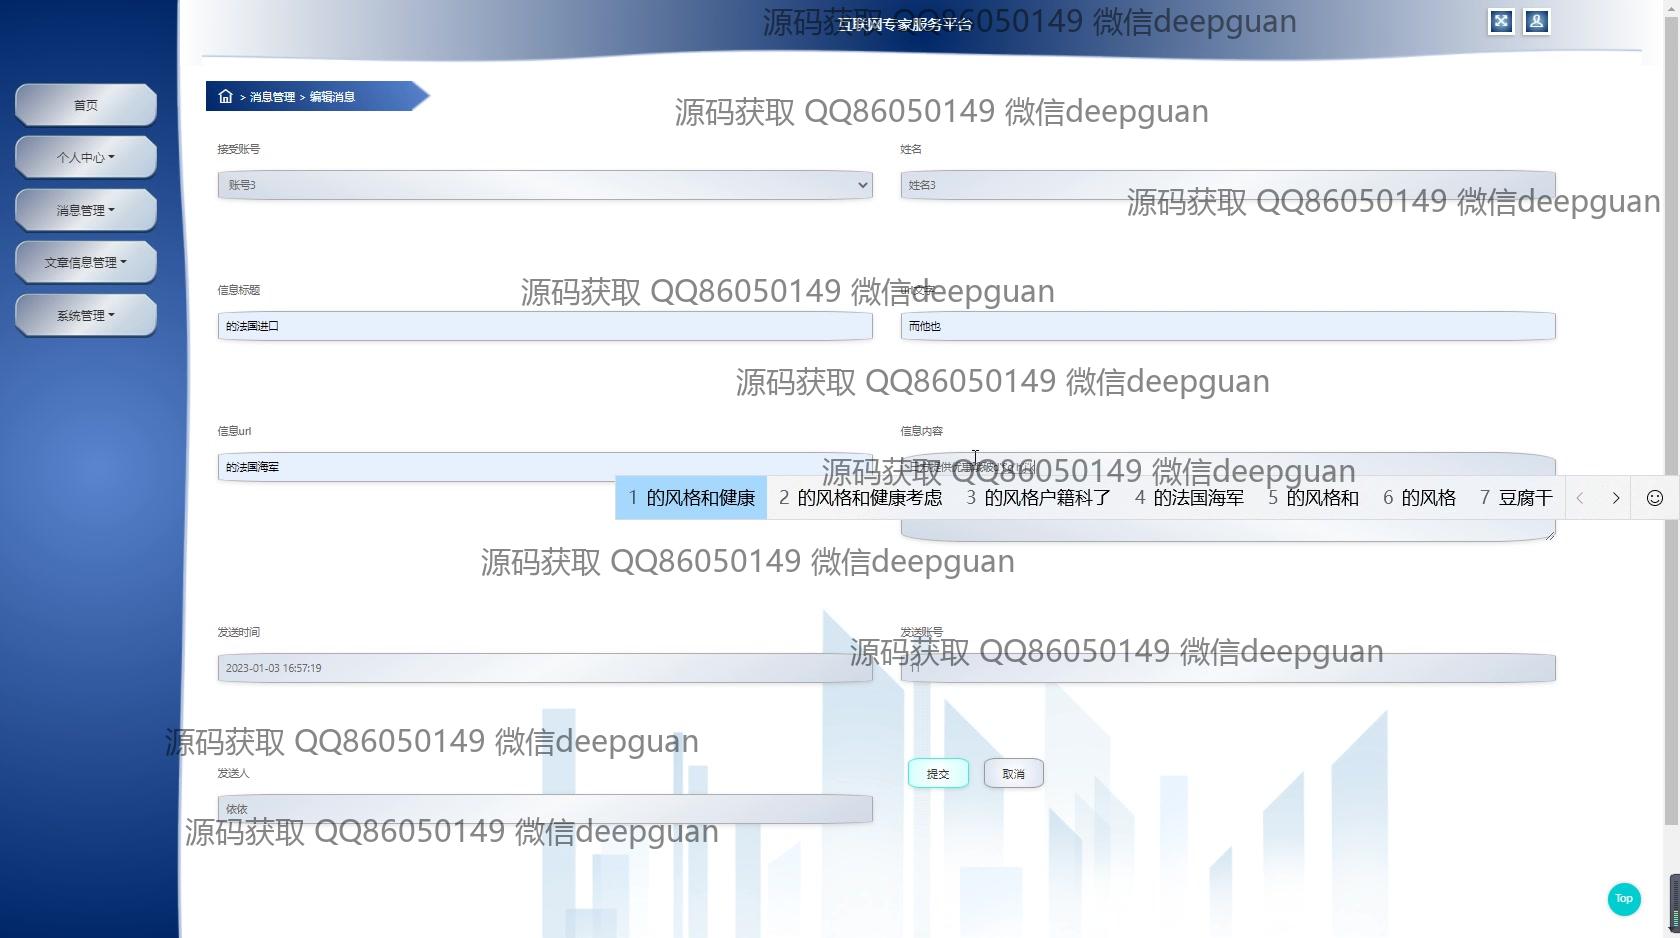 互联网专家服务平台
源码获取 QQ86050149 微信deepguan
首页
个人中心
消息管理
文章信息管理
系统管理
> 消息管理 > 编辑消息
源码获取 QQ86050149 微信deepguan
接受账号
姓名
账号3
姓名3
源码获取 QQ86050149 微信deepguan
信息标题
源码获取 QQ86050149 微信deepguan
的法国进口
而他也
源码获取 QQ86050149 微信deepguan
信息url
信息内容
的法国海军
源码获取 QQ86050149 微信deepguan
1 的风格和健康 2 的风格和健康考虑 3 的风格户籍科了 4 的法国海军 5 的风格和 6 的风格 7 豆腐干
源码获取 QQ86050149 微信deepguan
发送时间
发送账号
源码获取 QQ86050149 微信deepguan
2023-01-03 16:57:19
11
源码获取 QQ86050149 微信deepguan
发送人
提交
取消
依依
源码获取 QQ86050149 微信deepguan
Top